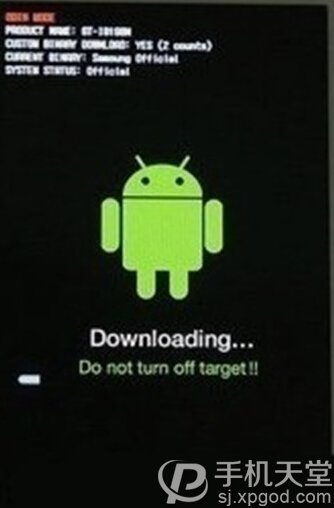 ODIN MODE
PRODUCT NAME: GT-I8190N
CUSTOM BINARY DOWNLOAD: YES (2 counts)
CURRENT BINARY: Samsung Official
SYSTEM STATUS: Official
Downloading...
Do not turn off target!!
手机天堂
sj.xpgod.com